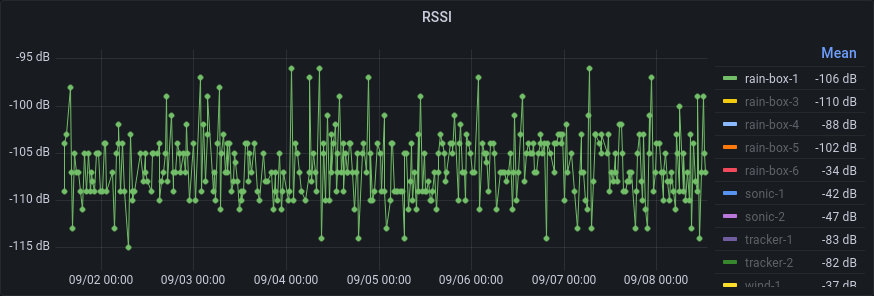 RSSI
-95 dB
-100 dB
-105 dB
-110 dB
-115 dB
09/02 00:00 09/03 00:00 09/04 00:00 09/05 00:00 09/06 00:00 09/07 00:00 09/08 00:00
Mean
rain-box-1 -106 dB
rain-box-3 -110 dB
rain-box-4 -88 dB
rain-box-5 -102 dB
rain-box-6 -34 dB
sonic-1 -42 dB
sonic-2 -47 dB
tracker-1 -83 dB
tracker-2 -82 dB
wind-1 -37 dB